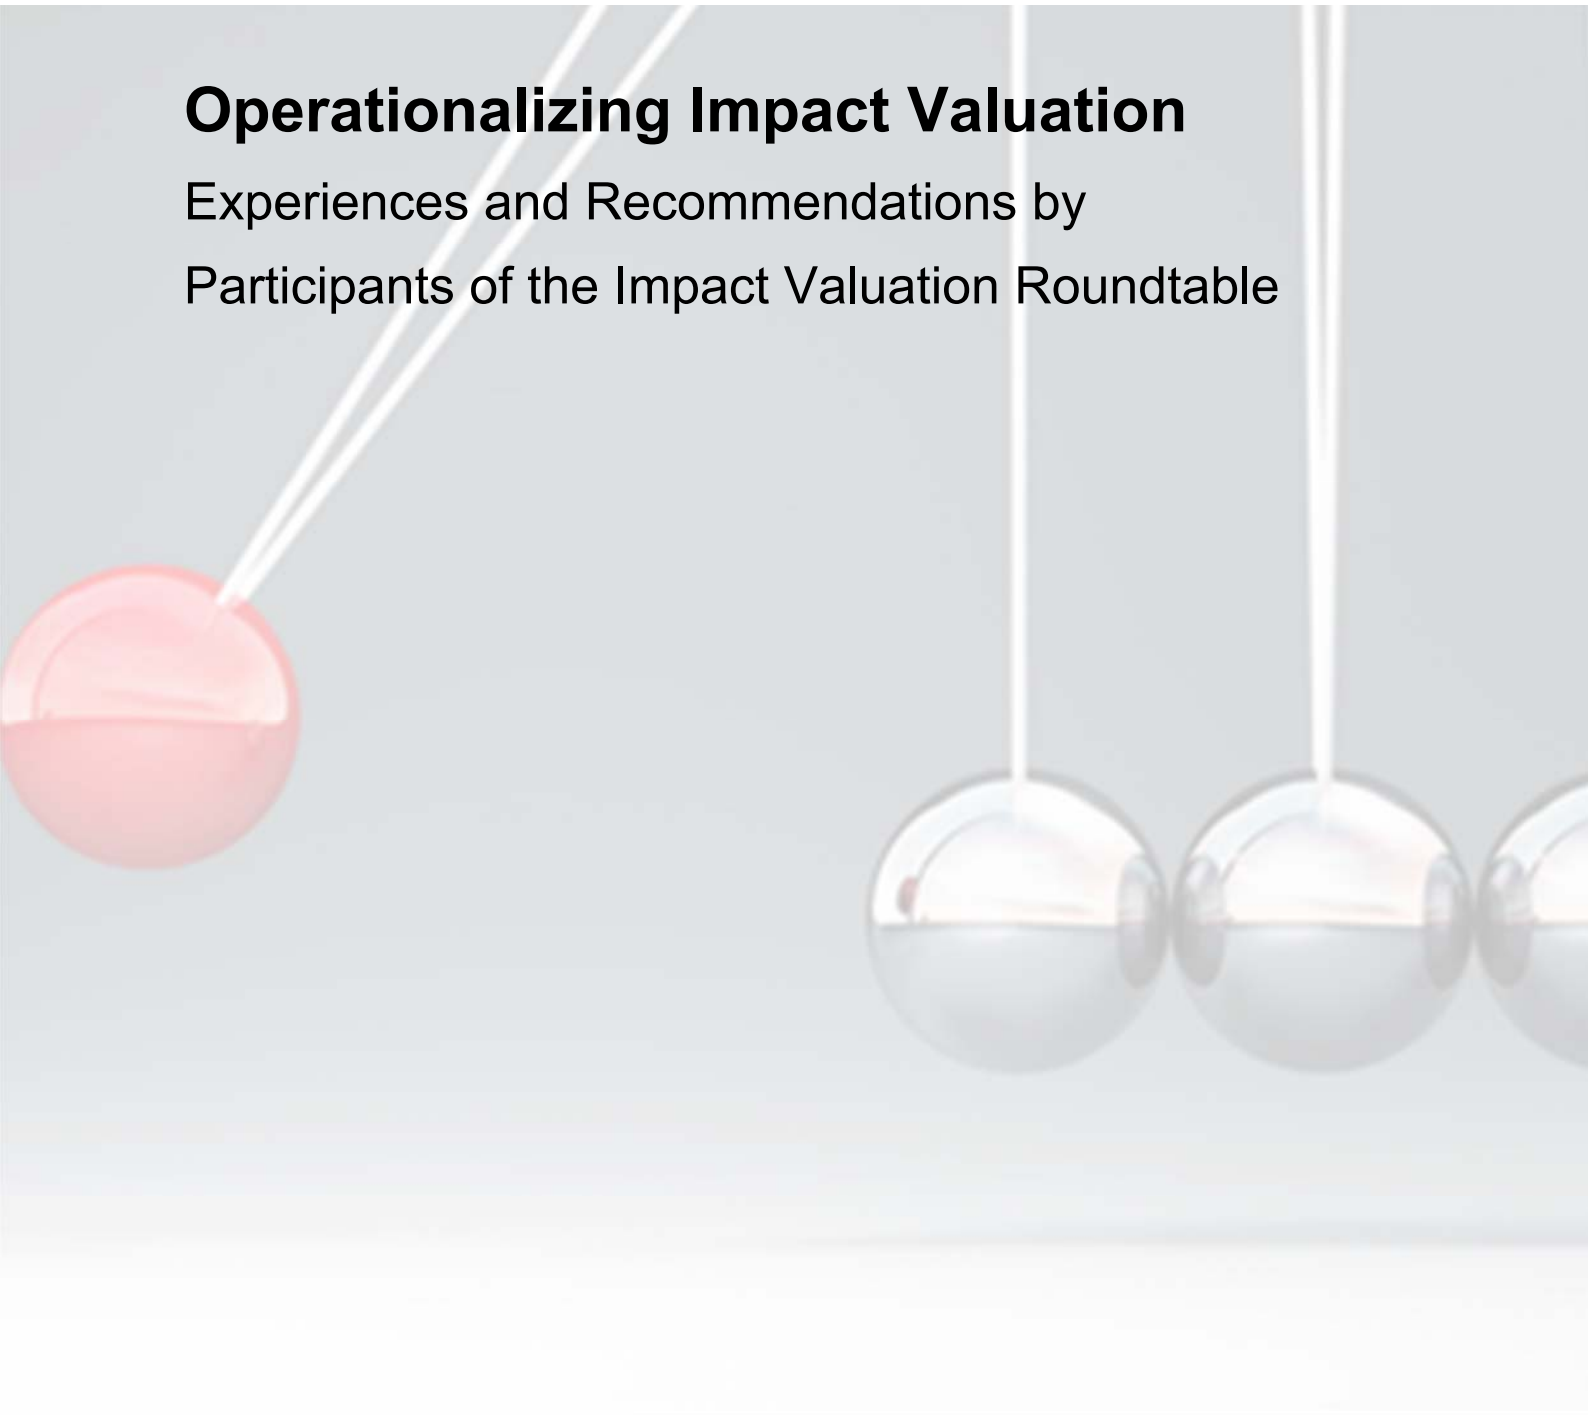 Operationalizing Impact Valuation
Experiences and Recommendations by
Participants of the Impact Valuation Roundtable